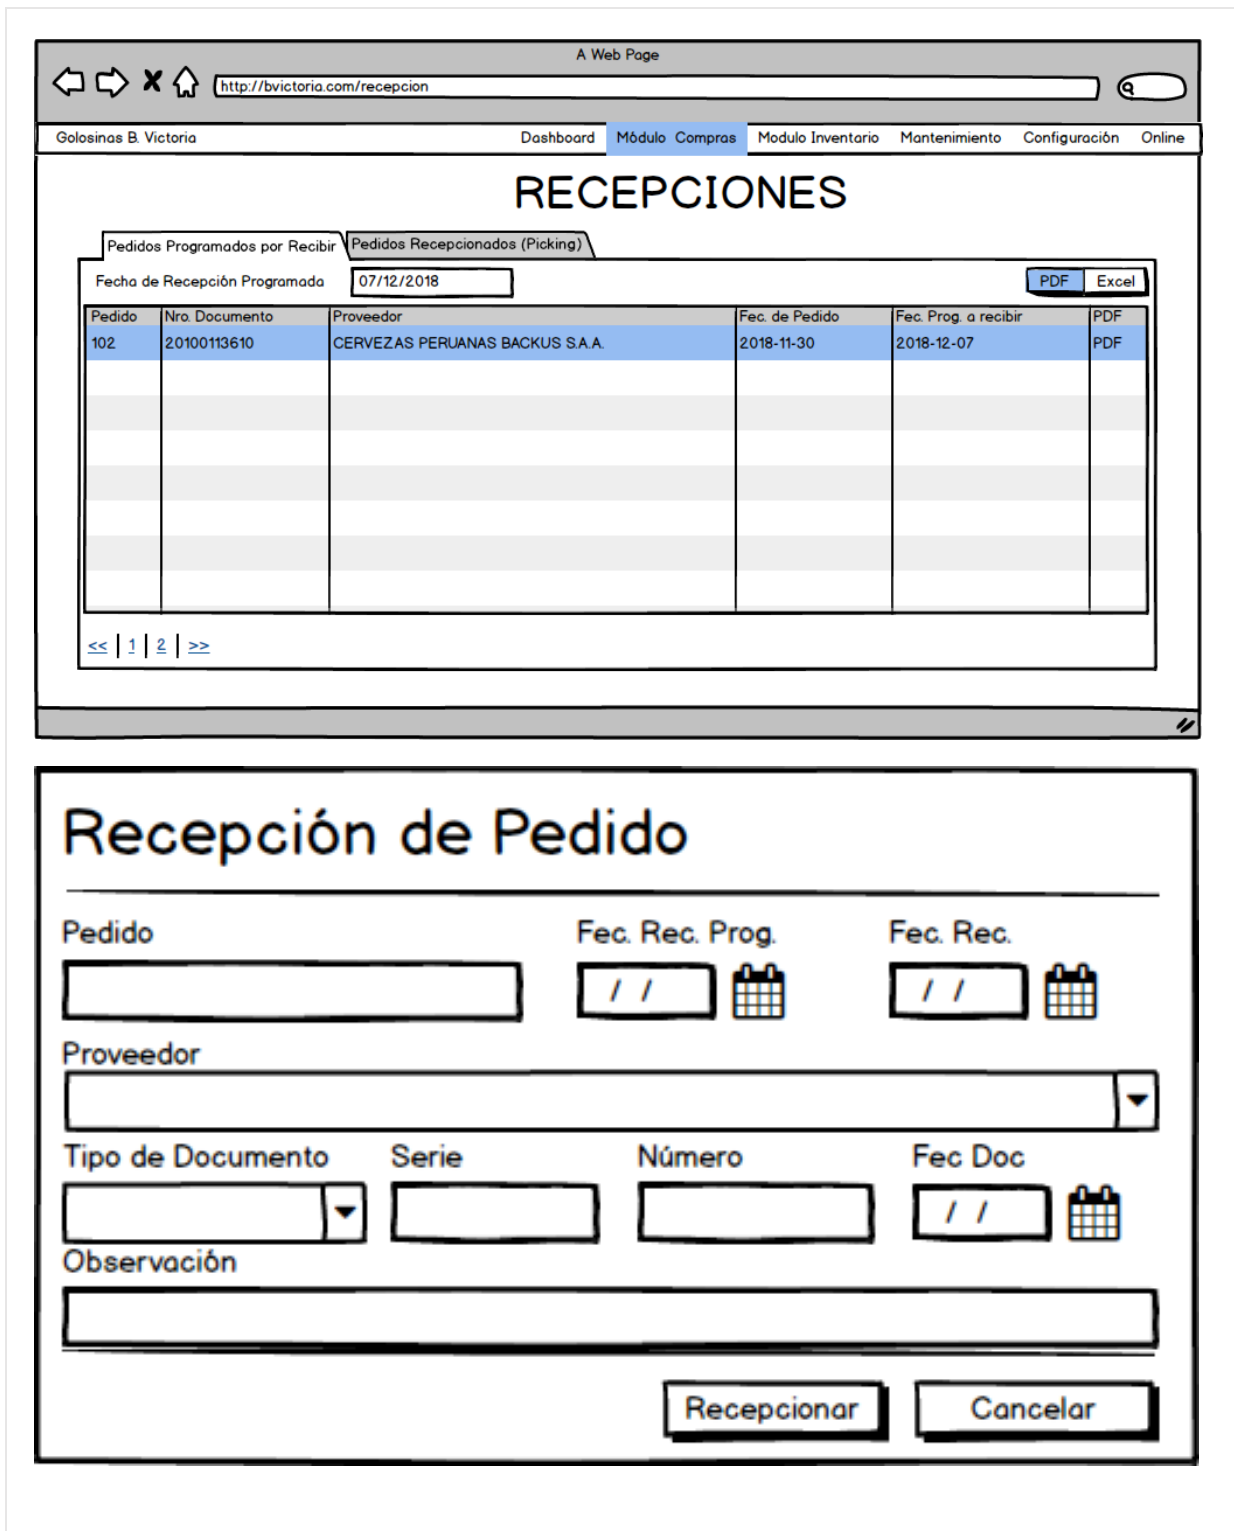 A Web Page
http://bvictoria.com/recepcion
Golosinas B. Victoria Dashboard Módulo Compras Modulo Inventario Mantenimiento Configuración Online
RECEPCIONES
Pedidos Programados por Recibir Pedidos Recepcionados (Picking)
Fecha de Recepción Programada 07/12/2018 PDF Excel
Pedido Nro. Documento Proveedor Fec. de Pedido Fec. Prog. a recibir PDF
102 20100113610 CERVEZAS PERUANAS BACKUS S.A.A. 2018-11-30 2018-12-07 PDF
<< 1 2 >>
Recepción de Pedido
Pedido Fec. Rec. Prog. Fec. Rec.
/ / / /
Proveedor
Tipo de Documento Serie Número Fec Doc
/ /
Observación
Recepcionar Cancelar